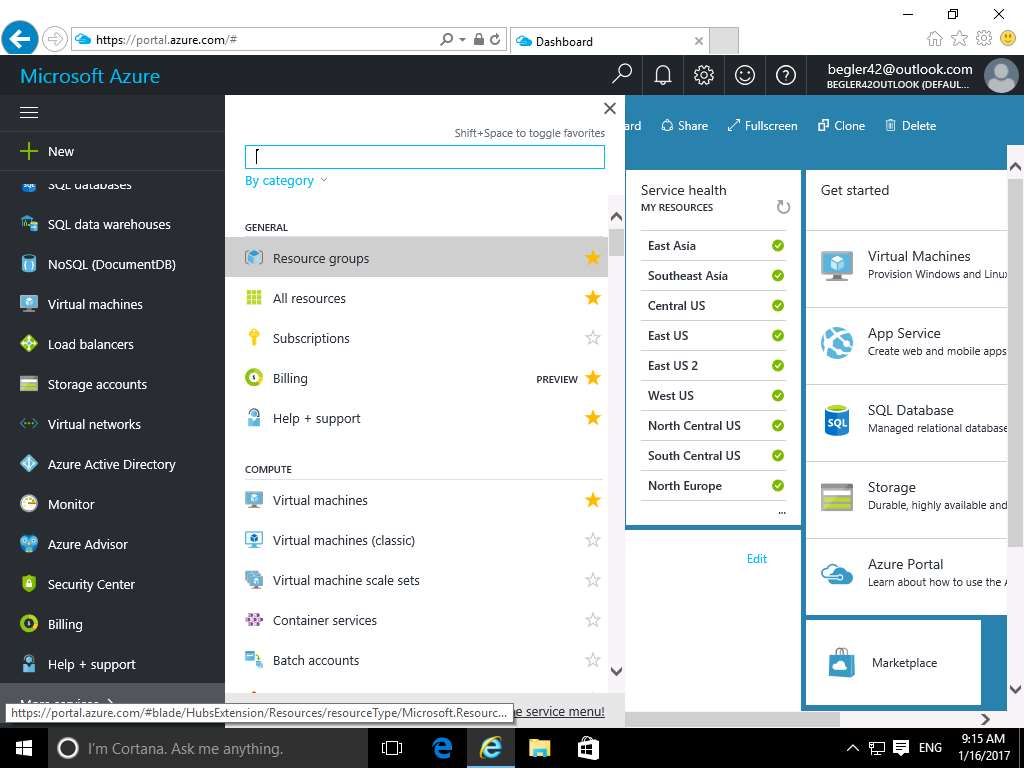 https://portal.azure.com/#
Dashboard
Microsoft Azure
begler42@outlook.com
BEGLER42OUTLOOK (DEFAUL...
New
SQL databases
SQL data warehouses
NoSQL (DocumentDB)
Virtual machines
Load balancers
Storage accounts
Virtual networks
Azure Active Directory
Monitor
Azure Advisor
Security Center
Billing
Help + support
More services
https://portal.azure.com/#blade/HubsExtension/Resources/resourceType/Microsoft.Resourc...
Shift+Space to toggle favorites
By category
GENERAL
Resource groups
All resources
Subscriptions
Billing
PREVIEW
Help + support
COMPUTE
Virtual machines
Virtual machines (classic)
Virtual machine scale sets
Container services
Batch accounts
service menu!
Share
Fullscreen
Clone
Delete
Service health
MY RESOURCES
East Asia
Southeast Asia
Central US
East US
East US 2
West US
North Central US
South Central US
North Europe
...
Edit
Get started
Virtual Machines
Provision Windows and Linux
App Service
Create web and mobile apps
SQL Database
Managed relational database
Storage
Durable, highly available and
Azure Portal
Learn about how to use the A
Marketplace
I'm Cortana. Ask me anything.
ENG
9:15 AM
1/16/2017